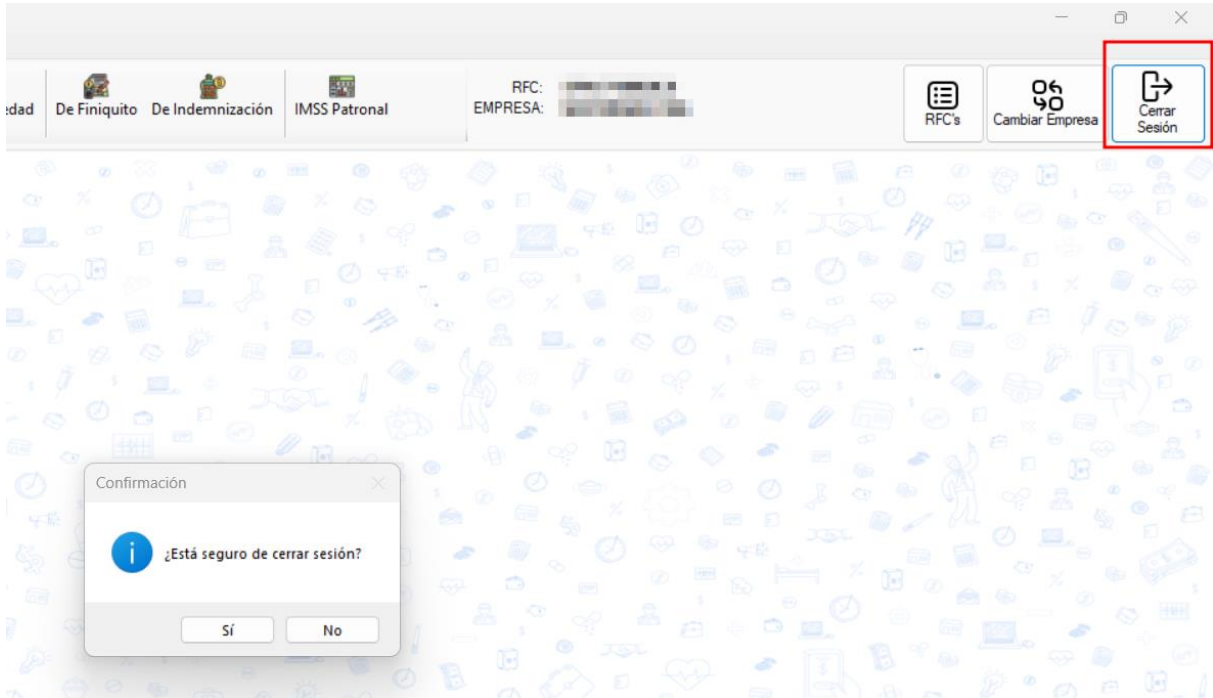 De Finiquito
De Indemnización
IMSS Patronal
RFC:
EMPRESA:
RFC's
Cambiar Empresa
Cerrar
Sesión
Confirmación
¿Está seguro de cerrar sesión?
Sí
No